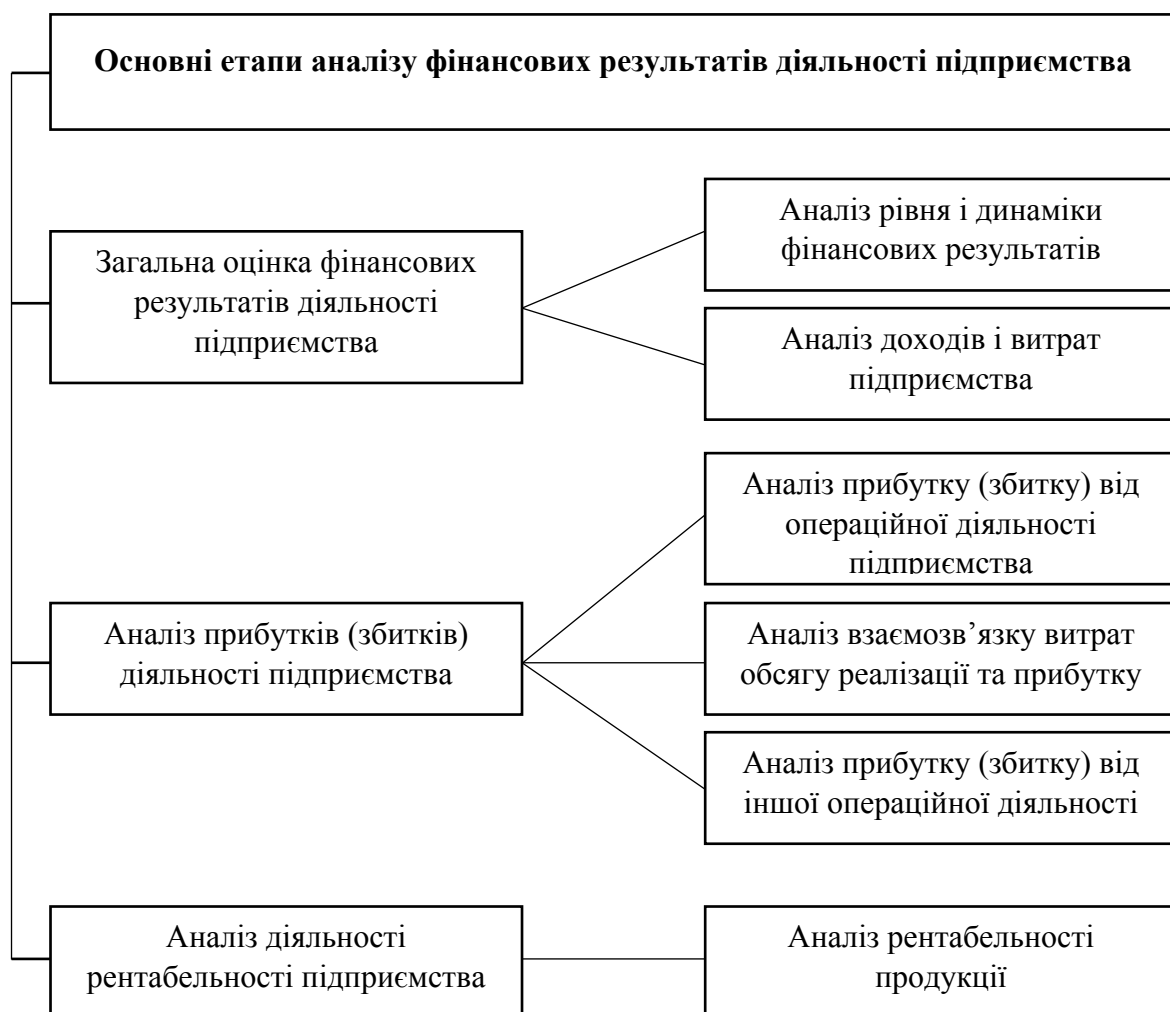 Основні етапи аналізу фінансових результатів діяльності підприємства
Загальна оцінка фінансових
результатів діяльності
підприємства
Аналіз рівня і динаміки
фінансових результатів
Аналіз доходів і витрат
підприємства
Аналіз прибутків (збитків)
діяльності підприємства
Аналіз прибутку (збитку) від
операційної діяльності
підприємства
Аналіз взаємозв’язку витрат
обсягу реалізації та прибутку
Аналіз прибутку (збитку) від
іншої операційної діяльності
Аналіз діяльності
рентабельності підприємства
Аналіз рентабельності
продукції